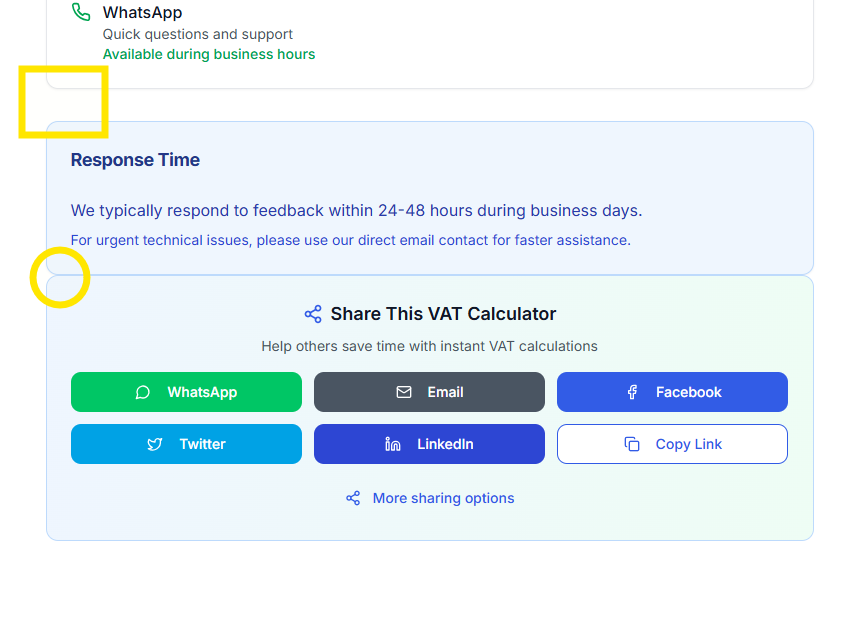 WhatsApp
Quick questions and support
Available during business hours
Response Time
We typically respond to feedback within 24-48 hours during business days.
For urgent technical issues, please use our direct email contact for faster assistance.
Share This VAT Calculator
Help others save time with instant VAT calculations
WhatsApp
Email
Facebook
Twitter
LinkedIn
Copy Link
More sharing options